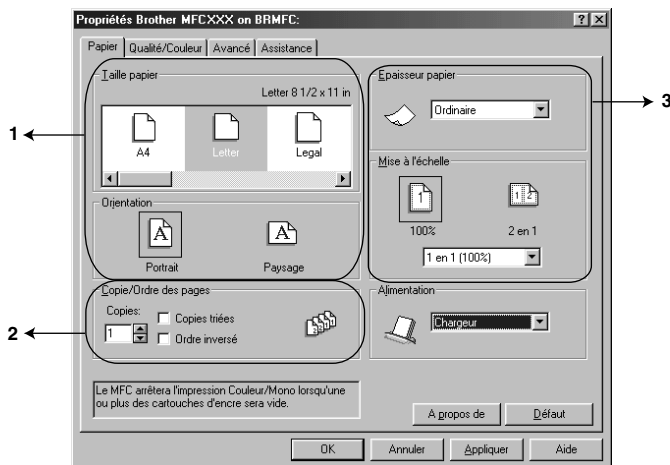 Propriétés Brother MFCXXX on BRMFC:
Papier Qualité/Couleur Avancé Assistance
Taille papier
Letter 8 1/2 x 11 in
A4 Letter Legal
Orientation
Portrait Paysage
1
Copie/Ordre des pages
Copies:
1
Copies triées
Ordre inversé
2
Epaisseur papier
Ordinaire
Mise à l'échelle
1 1 2
100% 2 en 1
1 en 1 (100%)
3
Alimentation
Chargeur
Le MFC arrêtera l'impression Couleur/Mono lorsqu'une
ou plus des cartouches d'encre sera vide.
A propos de Défaut
OK Annuler Appliquer Aide